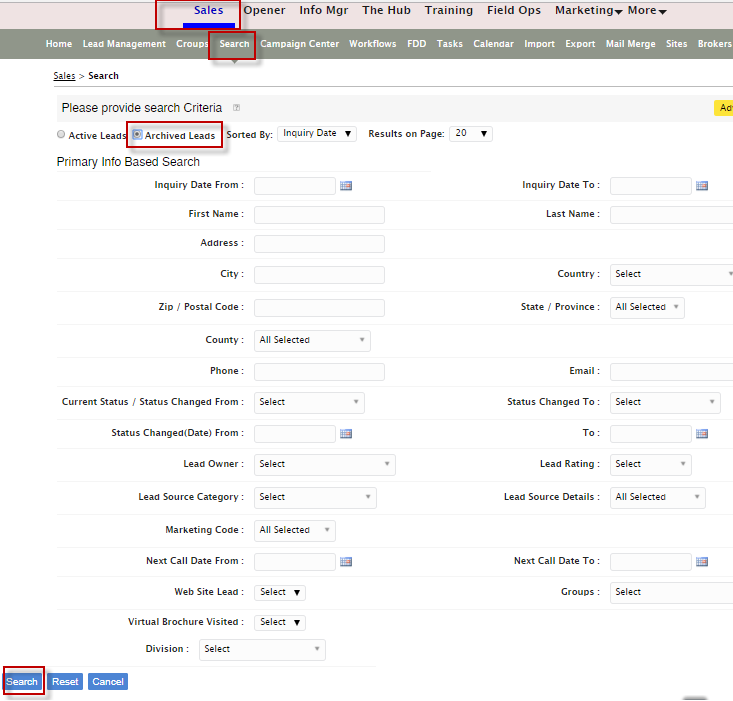 Sales Opener Info Mgr The Hub Training Field Ops Marketing More
Home Lead Management Groups Search Campaign Center Workflows FDD Tasks Calendar Import Export Mail Merge Sites Brokers
Sales > Search
Please provide search Criteria ?
Active Leads Archived Leads Sorted By: Inquiry Date Results on Page: 20
Primary Info Based Search
Inquiry Date From : Inquiry Date To :
First Name : Last Name :
Address :
City : Country : Select
Zip / Postal Code : State / Province : All Selected
County : All Selected
Phone : Email :
Current Status / Status Changed From : Select Status Changed To : Select
Status Changed(Date) From : To :
Lead Owner : Select Lead Rating : Select
Lead Source Category : Select Lead Source Details : All Selected
Marketing Code : All Selected
Next Call Date From : Next Call Date To :
Web Site Lead : Select Groups : Select
Virtual Brochure Visited : Select
Division : Select
Search Reset Cancel